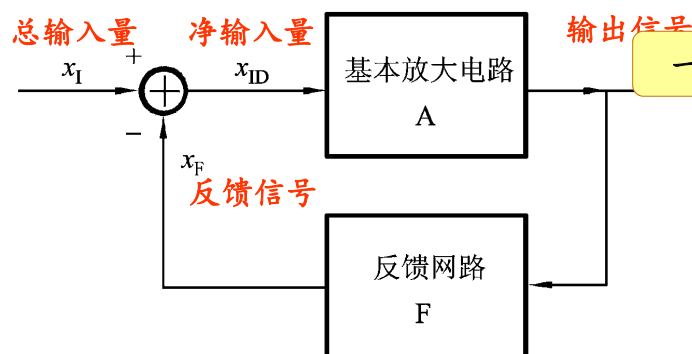 总输入量 净输入量 输出信号
+ 基本放大电路
x_I x_ID A
−
x_F
反馈信号
反馈网路
F